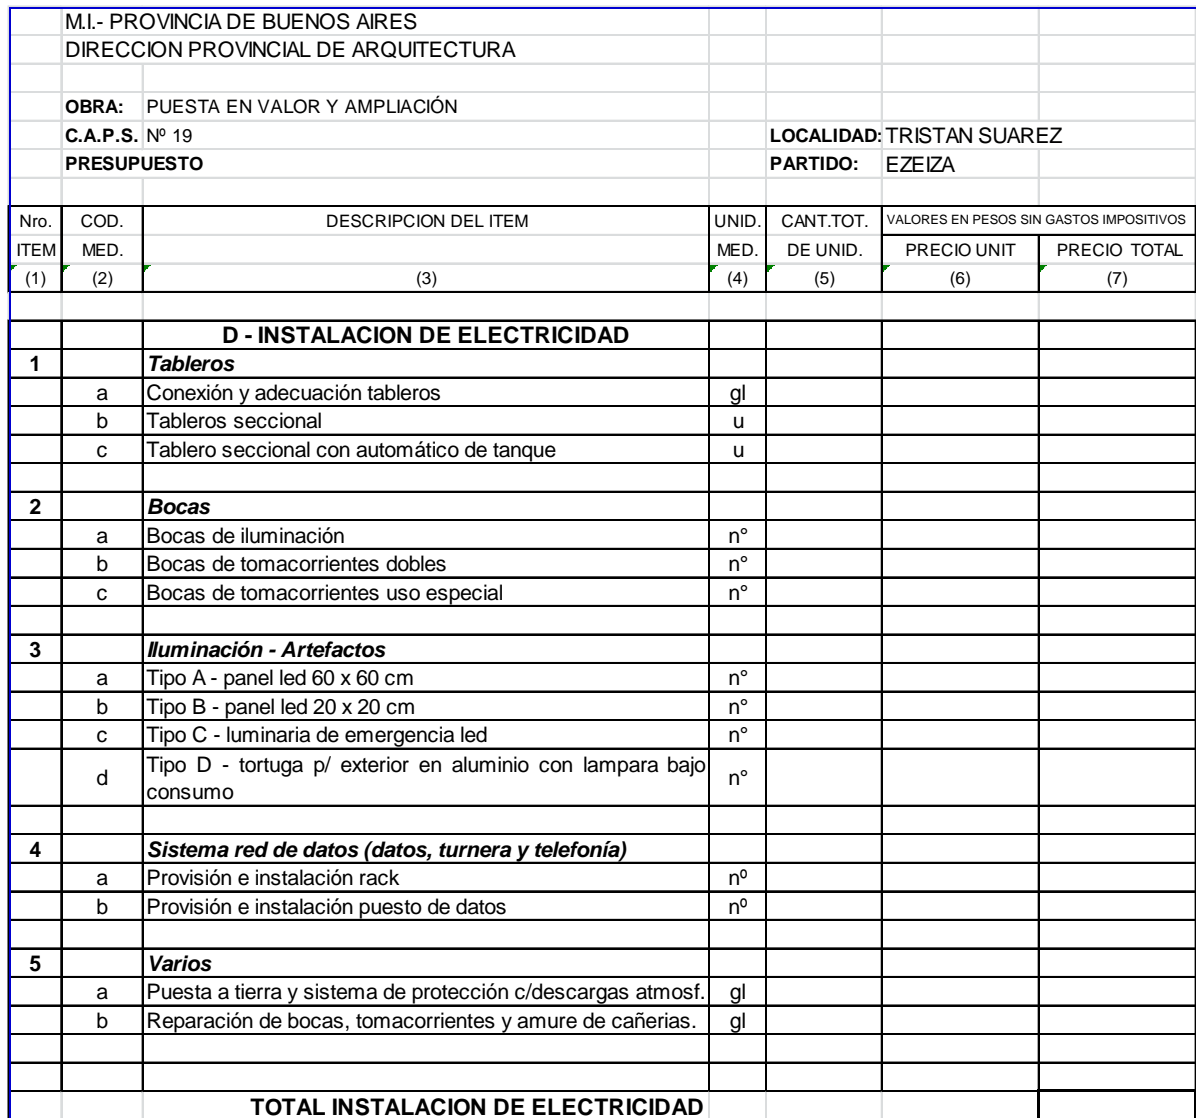 M.I.- PROVINCIA DE BUENOS AIRES
DIRECCION PROVINCIAL DE ARQUITECTURA
OBRA: PUESTA EN VALOR Y AMPLIACIÓN
C.A.P.S. Nº 19 LOCALIDAD: TRISTAN SUAREZ
PRESUPUESTO PARTIDO: EZEIZA
Nro. COD. DESCRIPCION DEL ITEM UNID. CANT.TOT. VALORES EN PESOS SIN GASTOS IMPOSITIVOS
ITEM MED. MED. DE UNID. PRECIO UNIT PRECIO TOTAL
(1) (2) (3) (4) (5) (6) (7)
D - INSTALACION DE ELECTRICIDAD
1 Tableros
a Conexión y adecuación tableros gl
b Tableros seccional u
c Tablero seccional con automático de tanque u
2 Bocas
a Bocas de iluminación n°
b Bocas de tomacorrientes dobles n°
c Bocas de tomacorrientes uso especial n°
3 Iluminación - Artefactos
a Tipo A - panel led 60 x 60 cm n°
b Tipo B - panel led 20 x 20 cm n°
c Tipo C - luminaria de emergencia led n°
d Tipo D - tortuga p/ exterior en aluminio con lampara bajo n°
consumo
4 Sistema red de datos (datos, turnera y telefonía)
a Provisión e instalación rack nº
b Provisión e instalación puesto de datos nº
5 Varios
a Puesta a tierra y sistema de protección c/descargas atmosf. gl
b Reparación de bocas, tomacorrientes y amure de cañerias. gl
TOTAL INSTALACION DE ELECTRICIDAD